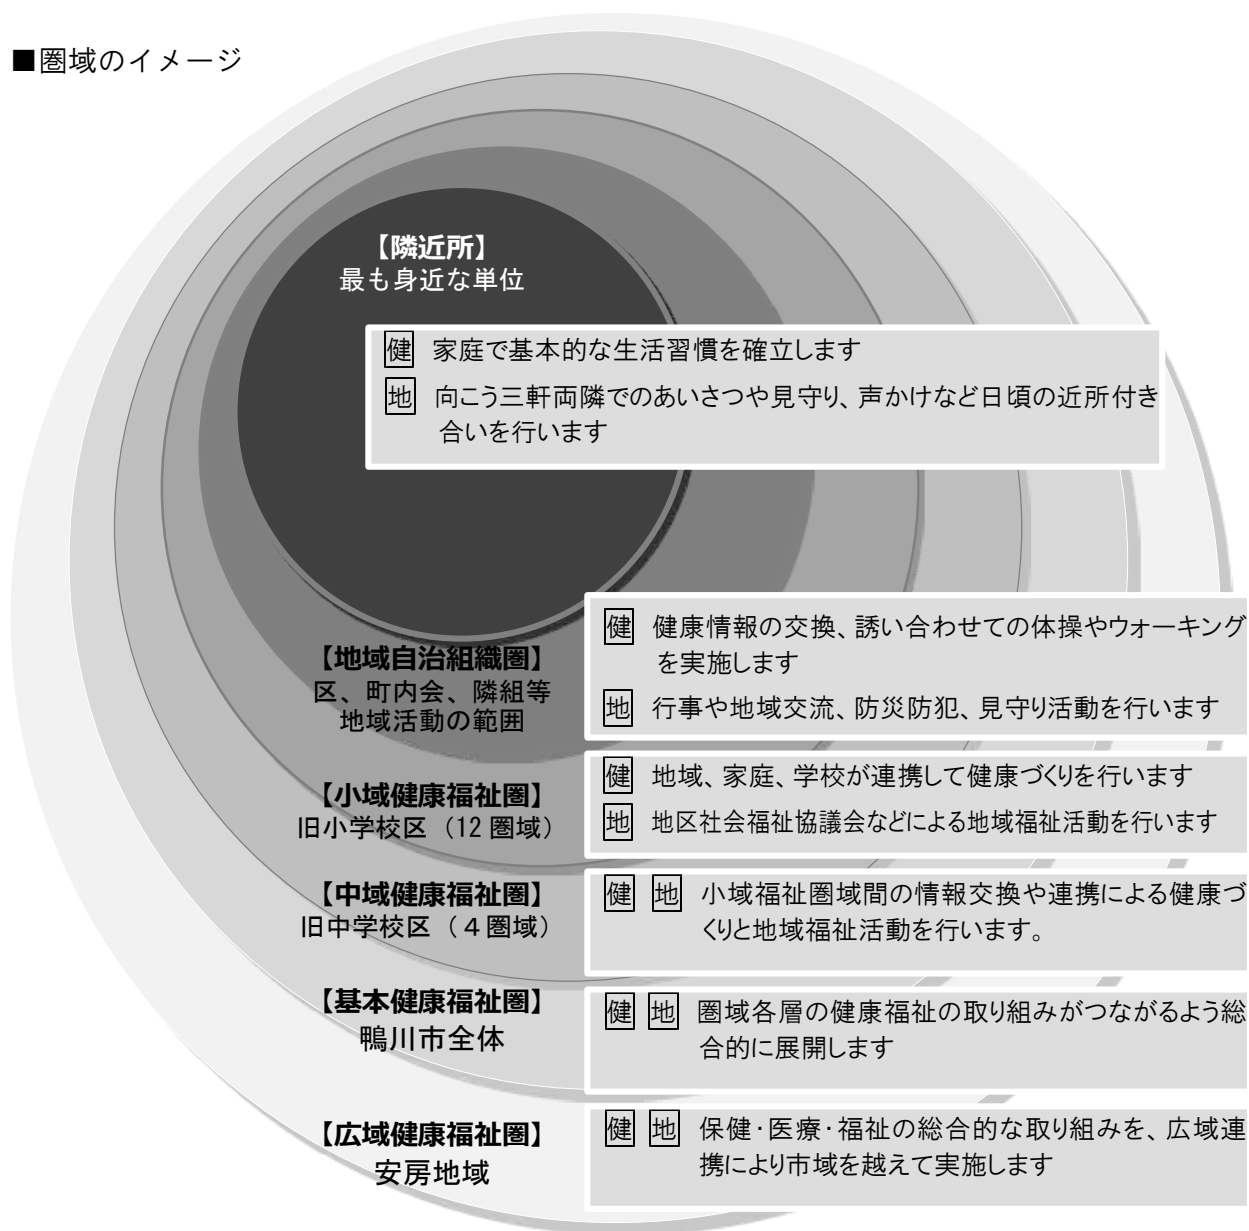 ■圏域のイメージ
【隣近所】
最も身近な単位
健 家庭で基本的な生活習慣を確立します
地 向こう三軒両隣でのあいさつや見守り、声かけなど日頃の近所付き
合いを行います
【地域自治組織圏】
区、町内会、隣組等
地域活動の範囲
健 健康情報の交換、誘い合わせての体操やウォーキング
を実施します
地 行事や地域交流、防災防犯、見守り活動を行います
【小域健康福祉圏】
旧小学校区（12 圏域）
健 地域、家庭、学校が連携して健康づくりを行います
地 地区社会福祉協議会などによる地域福祉活動を行います
【中域健康福祉圏】
旧中学校区（４圏域）
健 地 小域福祉圏域間の情報交換や連携による健康づ
くりと地域福祉活動を行います。
【基本健康福祉圏】
鴨川市全体
健 地 圏域各層の健康福祉の取り組みがつながるよう総
合的に展開します
【広域健康福祉圏】
安房地域
健 地 保健･医療･福祉の総合的な取り組みを、広域連
携により市域を越えて実施します